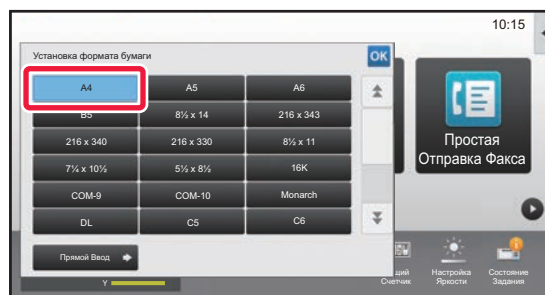 10:15
Установка формата бумаги
OK
A4
A5
A6
B5
8½ x 14
216 x 343
216 x 340
216 x 330
8½ x 11
7¼ x 10½
5½ x 8½
16K
COM-9
COM-10
Monarch
DL
C5
C6
Прямой Ввод
Простая
Отправка Факса
щий
Счетчик
Настройка
Яркости
Состояние
Задания
Y